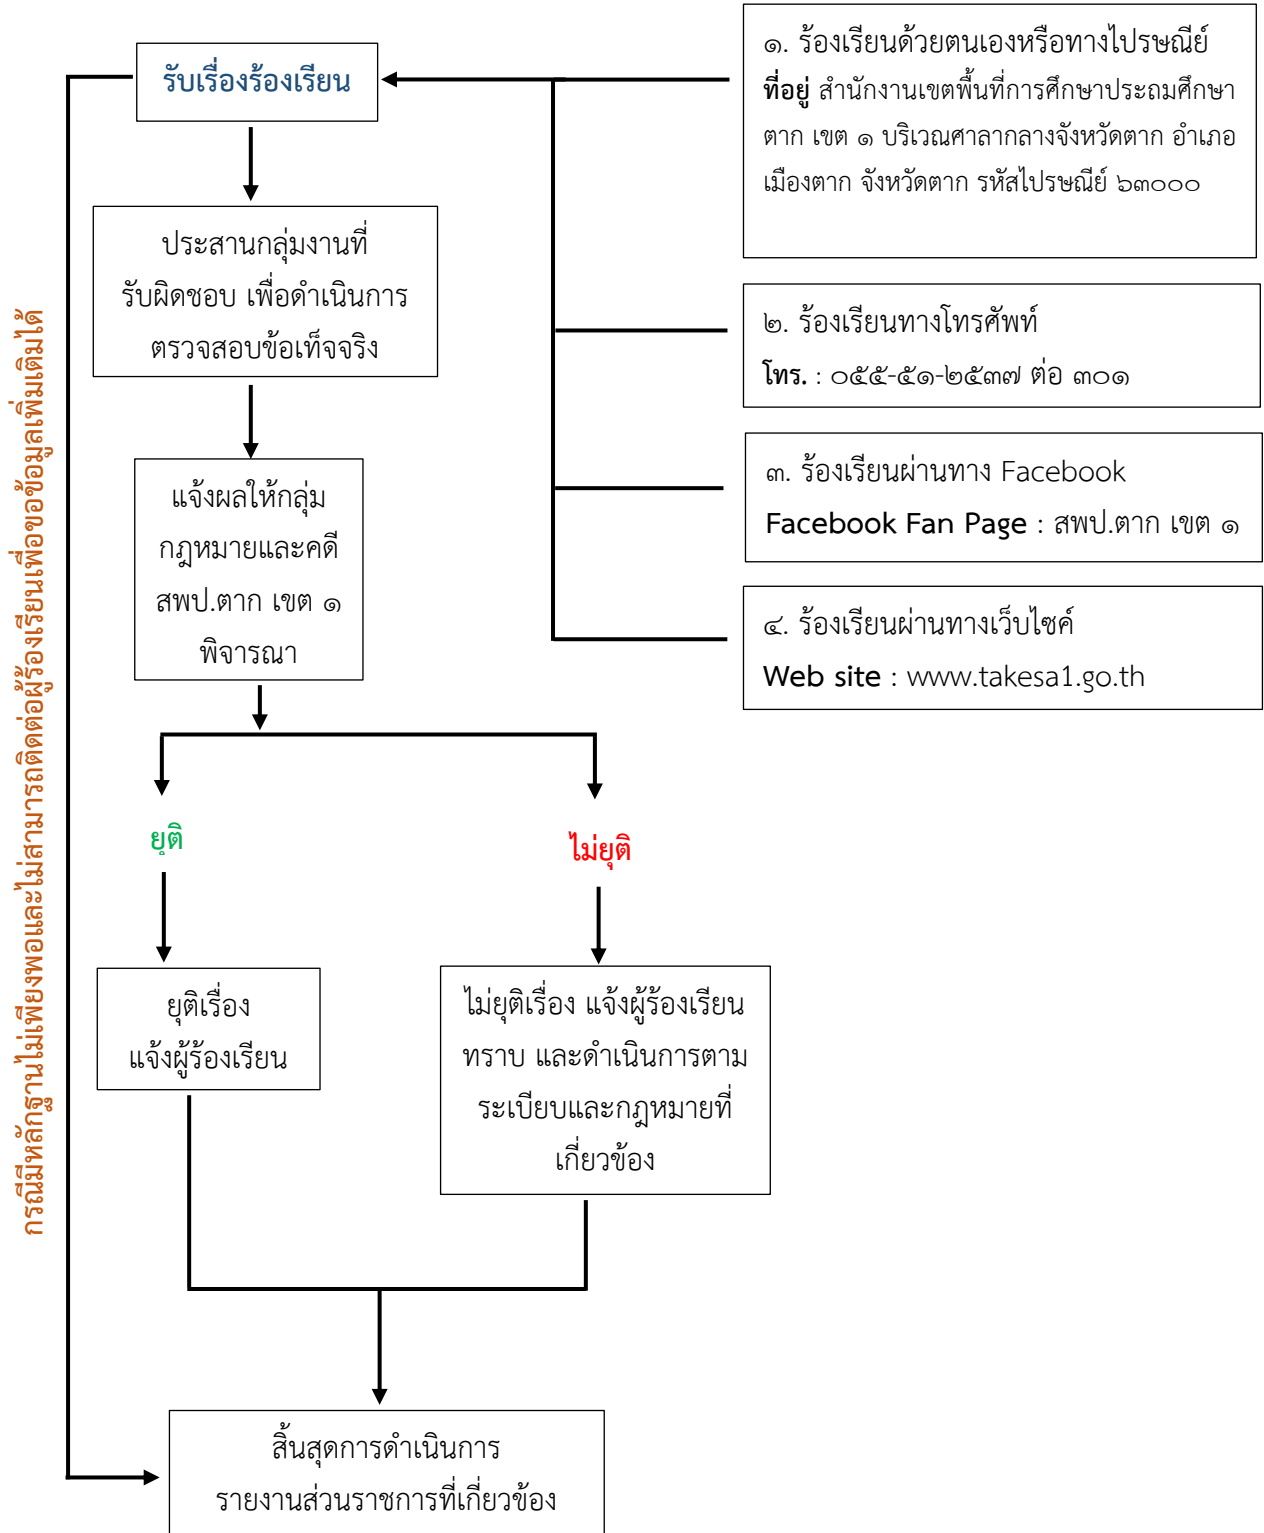 รับเรื่องร้องเรียน
๑. ร้องเรียนด้วยตนเองหรือทางไปรษณีย์
ที่อยู่ สำนักงานเขตพื้นที่การศึกษาประถมศึกษา
ตาก เขต ๑ บริเวณศาลากลางจังหวัดตาก อำเภอ
เมืองตาก จังหวัดตาก รหัสไปรษณีย์ ๖๓๐๐๐
๒. ร้องเรียนทางโทรศัพท์
โทร. : ๐๕๕-๕๑-๒๕๓๗ ต่อ ๓๐๑
๓. ร้องเรียนผ่านทาง Facebook
Facebook Fan Page : สพป.ตาก เขต ๑
๔. ร้องเรียนผ่านทางเว็บไซค์
Web site : www.takesa1.go.th
ประสานกลุ่มงานที่
รับผิดชอบ เพื่อดำเนินการ
ตรวจสอบข้อเท็จจริง
แจ้งผลให้กลุ่ม
กฎหมายและคดี
สพป.ตาก เขต ๑
พิจารณา
ยุติ
ไม่ยุติ
ยุติเรื่อง
แจ้งผู้ร้องเรียน
ไม่ยุติเรื่อง แจ้งผู้ร้องเรียน
ทราบ และดำเนินการตาม
ระเบียบและกฎหมายที่
เกี่ยวข้อง
สิ้นสุดการดำเนินการ
รายงานส่วนราชการที่เกี่ยวข้อง
กรณีมีหลักฐานไม่เพียงพอและไม่สามารถติดต่อผู้ร้องเรียนเพื่อขอข้อมูลเพิ่มเติมได้